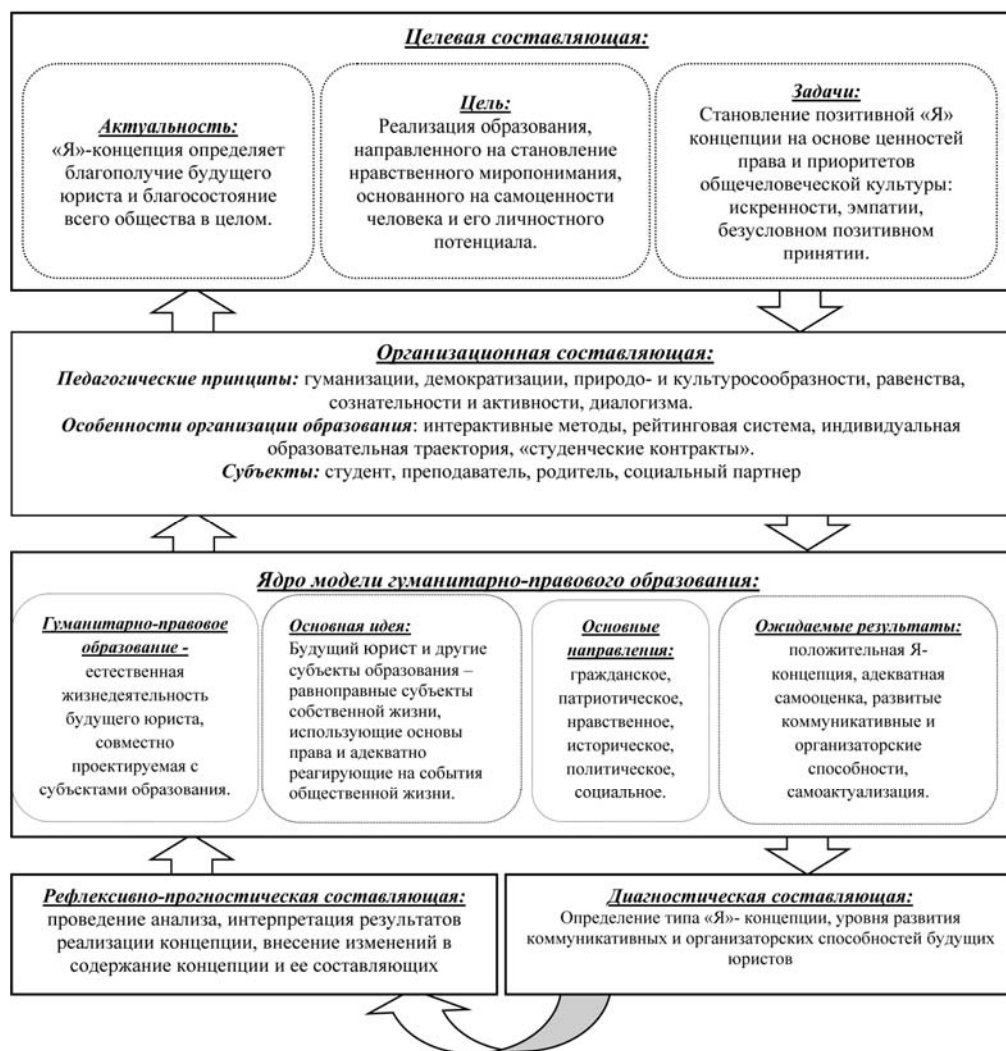 Целевая составляющая:
Актуальность:
«Я»-концепция определяет
благополучие будущего
юриста и благосостояние
всего общества в целом.
Цель:
Реализация образования,
направленного на становление
нравственного миропонимания,
основанного на самоценности
человека и его личностного
потенциала.
Задачи:
Становление позитивной «Я»
концепции на основе ценностей
права и приоритетов
общечеловеческой культуры:
искренности, эмпатии,
безусловном позитивном
принятии.
Организационная составляющая:
Педагогические принципы: гуманизации, демократизации, природо- и культуросообразности, равенства,
сознательности и активности, диалогизма.
Особенности организации образования: интерактивные методы, рейтинговая система, индивидуальная
образовательная траектория, «студенческие контракты».
Субъекты: студент, преподаватель, родитель, социальный партнер
Ядро модели гуманитарно-правового образования:
Гуманитарно-правовое
образование -
естественная
жизнедеятельность
будущего юриста,
совместно
проектируемая с
субъектами образования.
Основная идея:
Будущий юрист и другие
субъекты образования –
равноправные субъекты
собственной жизни,
использующие основы
права и адекватно
реагирующие на события
общественной жизни.
Основные
направления:
гражданское,
патриотическое,
нравственное,
историческое,
политическое,
социальное.
Ожидаемые результаты:
положительная Я-
концепция, адекватная
самооценка, развитые
коммуникативные и
организаторские
способности,
самоактуализация.
Рефлексивно-прогностическая составляющая:
проведение анализа, интерпретация результатов
реализации концепции, внесение изменений в
содержание концепции и ее составляющих
Диагностическая составляющая:
Определение типа «Я»- концепции, уровня развития
коммуникативных и организаторских способностей будущих
юристов